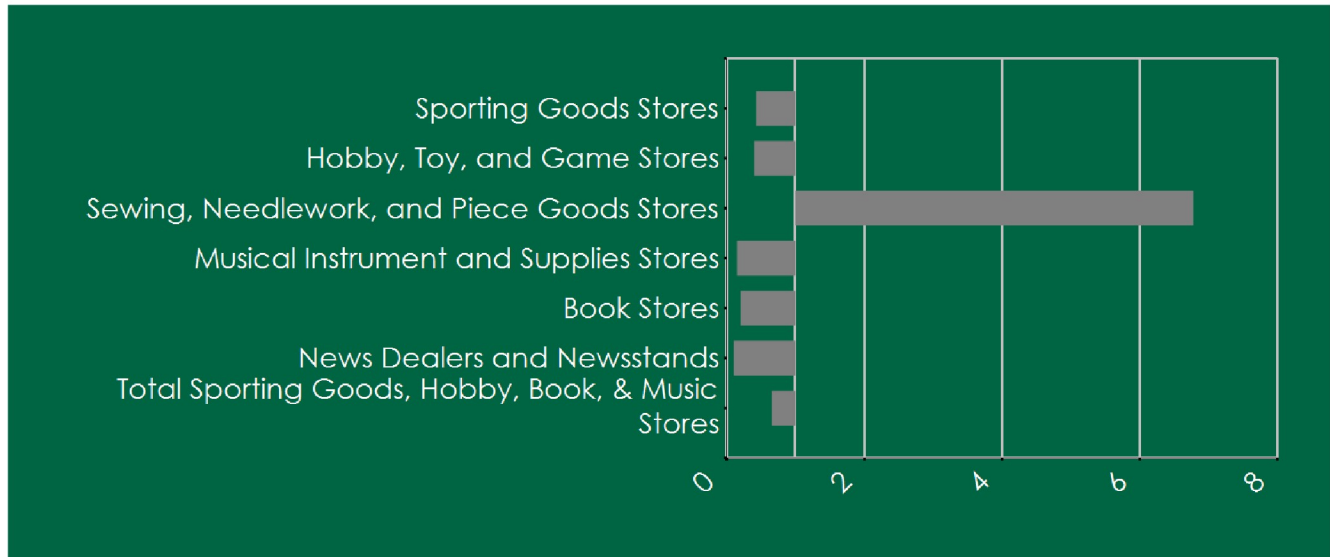 Sporting Goods Stores
Hobby, Toy, and Game Stores
Sewing, Needlework, and Piece Goods Stores
Musical Instrument and Supplies Stores
Book Stores
News Dealers and Newsstands
Total Sporting Goods, Hobby, Book, & Music
Stores
0 2 4 6 8